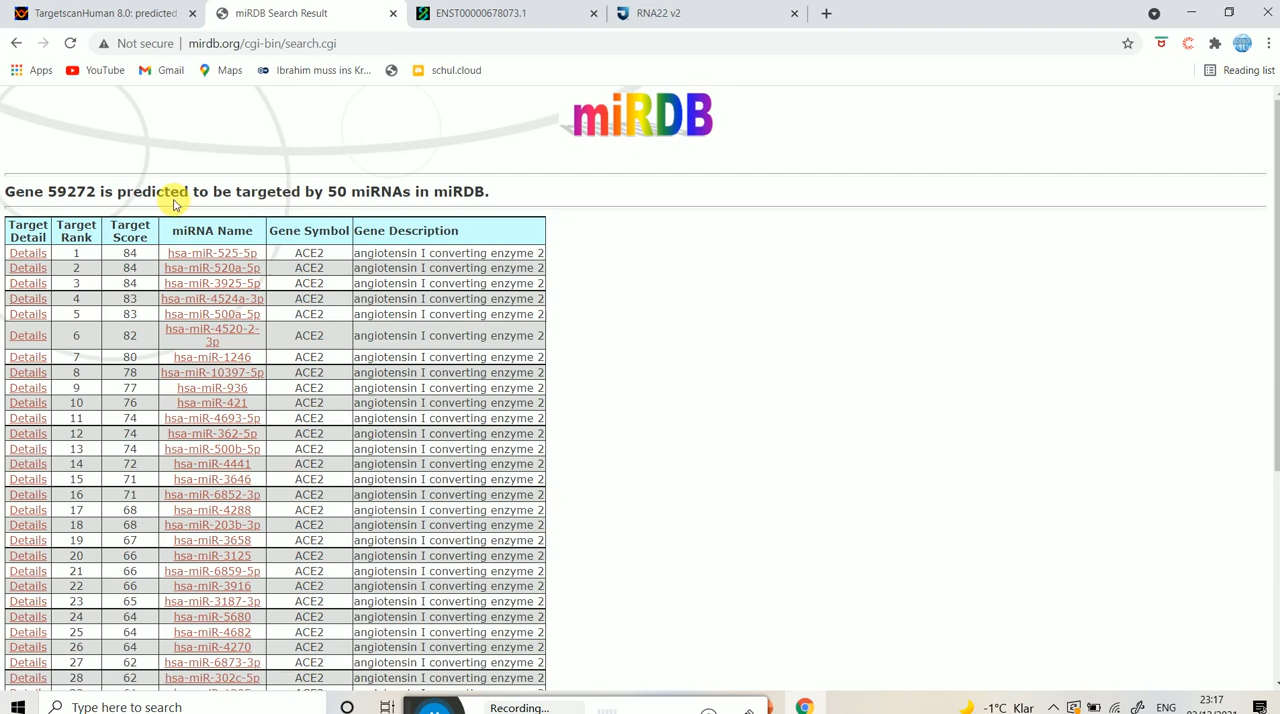 TargetscanHuman 8.0: predicted
miRDB Search Result
ENST00000678073.1
RNA22 v2
Not secure | mirdb.org/cgi-bin/search.cgi
Apps YouTube Gmail Maps Ibrahim muss ins Kr... schul.cloud Reading list
miRDB
Gene 59272 is predicted to be targeted by 50 miRNAs in miRDB.
Target Detail Target Rank Target Score miRNA Name Gene Symbol Gene Description
Details 1 84 hsa-miR-525-5p ACE2 angiotensin I converting enzyme 2
Details 2 84 hsa-miR-520a-5p ACE2 angiotensin I converting enzyme 2
Details 3 84 hsa-miR-3925-5p ACE2 angiotensin I converting enzyme 2
Details 4 83 hsa-miR-4524a-3p ACE2 angiotensin I converting enzyme 2
Details 5 83 hsa-miR-500a-5p ACE2 angiotensin I converting enzyme 2
Details 6 82 hsa-miR-4520-2-3p ACE2 angiotensin I converting enzyme 2
Details 7 80 hsa-miR-1246 ACE2 angiotensin I converting enzyme 2
Details 8 78 hsa-miR-10397-5p ACE2 angiotensin I converting enzyme 2
Details 9 77 hsa-miR-936 ACE2 angiotensin I converting enzyme 2
Details 10 76 hsa-miR-421 ACE2 angiotensin I converting enzyme 2
Details 11 74 hsa-miR-4693-5p ACE2 angiotensin I converting enzyme 2
Details 12 74 hsa-miR-362-5p ACE2 angiotensin I converting enzyme 2
Details 13 74 hsa-miR-500b-5p ACE2 angiotensin I converting enzyme 2
Details 14 72 hsa-miR-4441 ACE2 angiotensin I converting enzyme 2
Details 15 71 hsa-miR-3646 ACE2 angiotensin I converting enzyme 2
Details 16 71 hsa-miR-6852-3p ACE2 angiotensin I converting enzyme 2
Details 17 68 hsa-miR-4288 ACE2 angiotensin I converting enzyme 2
Details 18 68 hsa-miR-203b-3p ACE2 angiotensin I converting enzyme 2
Details 19 67 hsa-miR-3658 ACE2 angiotensin I converting enzyme 2
Details 20 66 hsa-miR-3125 ACE2 angiotensin I converting enzyme 2
Details 21 66 hsa-miR-6859-5p ACE2 angiotensin I converting enzyme 2
Details 22 66 hsa-miR-3916 ACE2 angiotensin I converting enzyme 2
Details 23 65 hsa-miR-3187-3p ACE2 angiotensin I converting enzyme 2
Details 24 64 hsa-miR-5680 ACE2 angiotensin I converting enzyme 2
Details 25 64 hsa-miR-4682 ACE2 angiotensin I converting enzyme 2
Details 26 64 hsa-miR-4270 ACE2 angiotensin I converting enzyme 2
Details 27 62 hsa-miR-6873-3p ACE2 angiotensin I converting enzyme 2
Details 28 62 hsa-miR-302c-5p ACE2 angiotensin I converting enzyme 2
Type here to search
Recording...
-1°C Klar
ENG
23:17